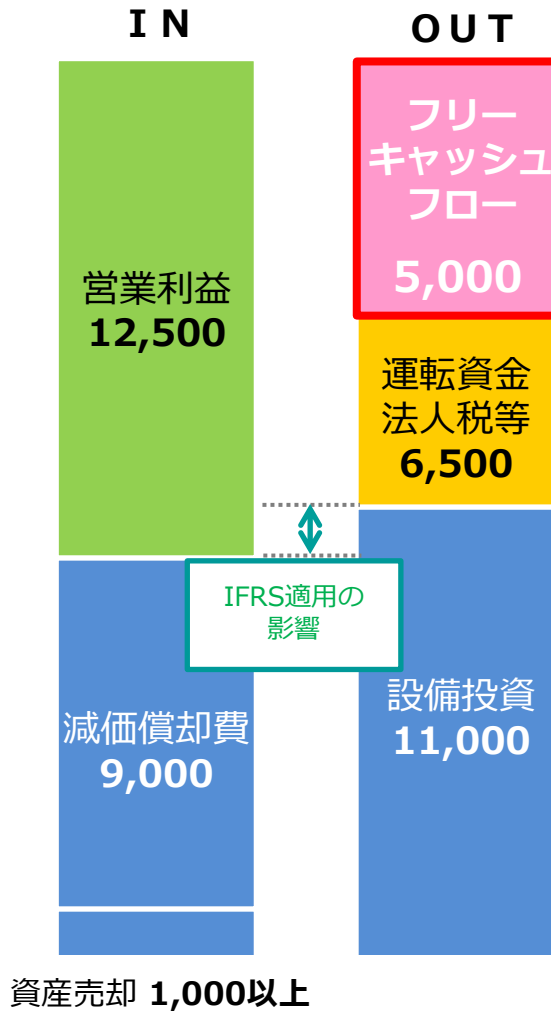 IN
営業利益
12,500
減価償却費
9,000
資産売却 1,000以上
IFRS適用の
影響
OUT
フリー
キャッシュ
フロー
5,000
運転資金
法人税等
6,500
設備投資
11,000